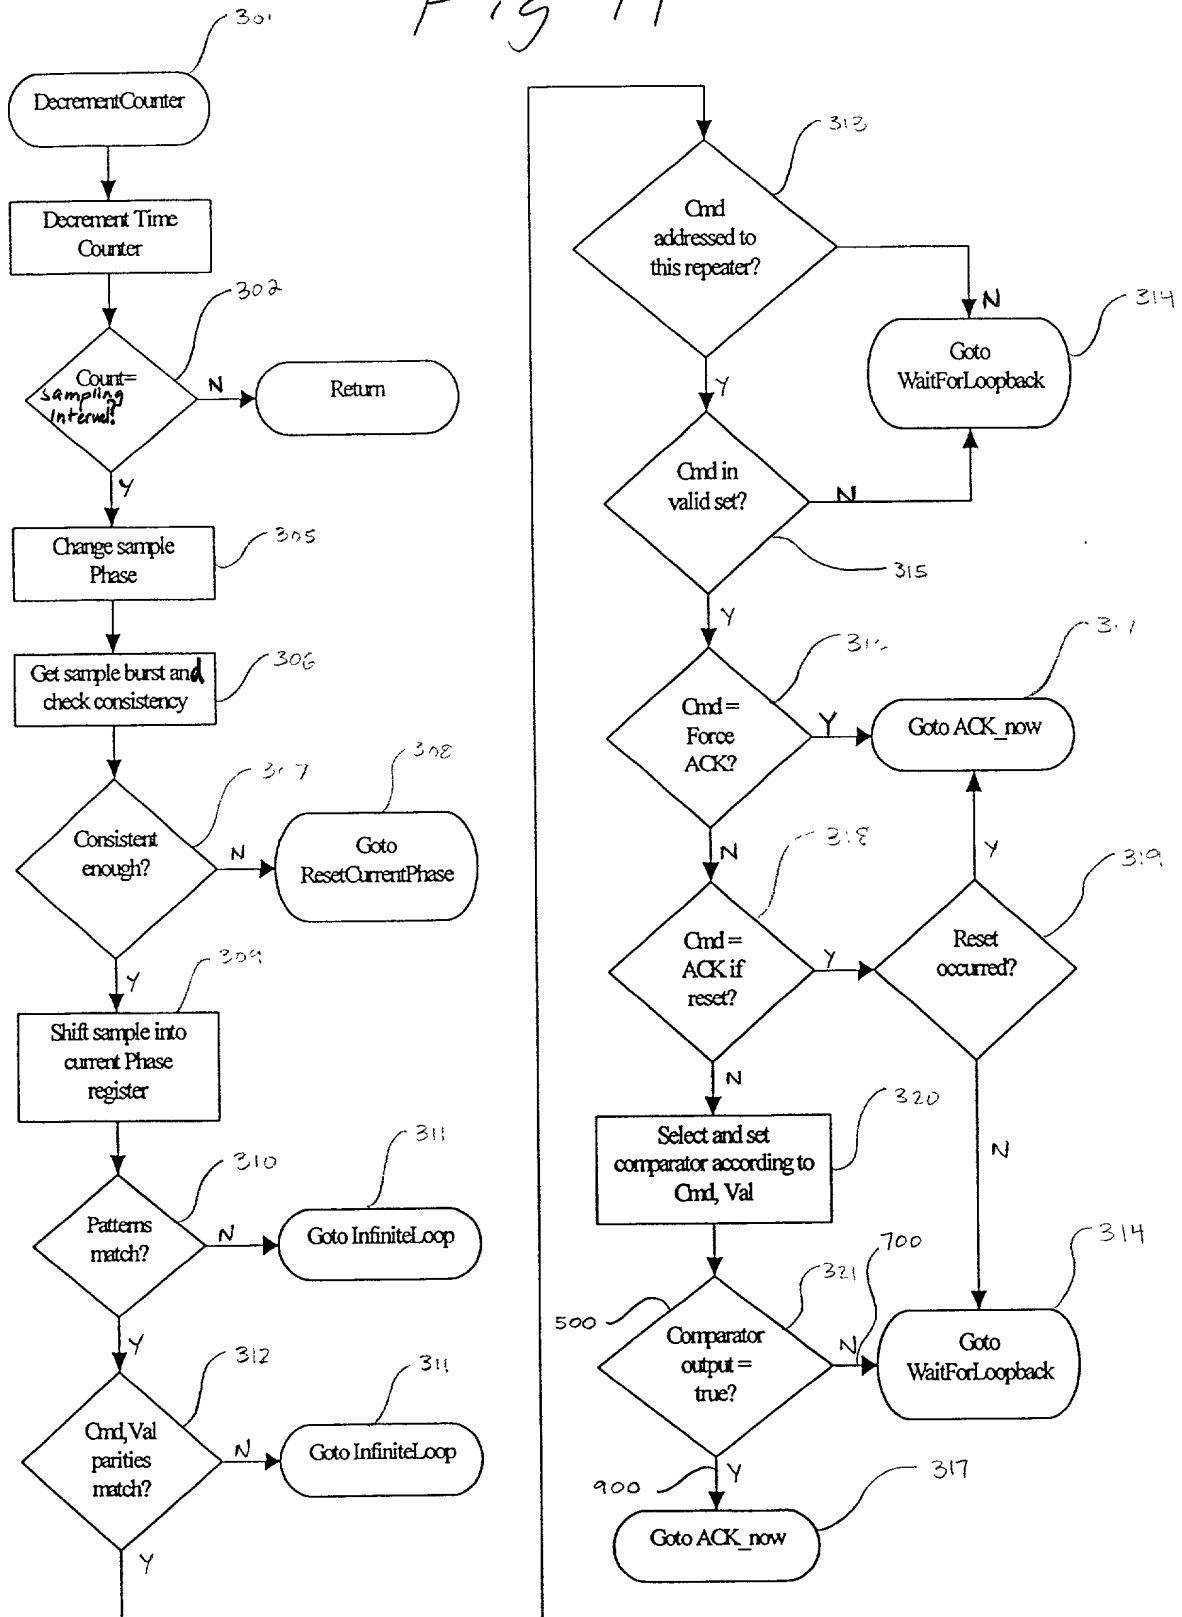 Fig 11
301
DecrementCounter
Decrement Time
Counter
302
Count=
Sampling
Interval?
N
Return
Y
Change sample
Phase
305
Get sample burst and
check consistency
306
307
Consistent
enough?
N
308
Goto
ResetCurrentPhase
Y
309
Shift sample into
current Phase
register
310
Patterns
match?
N
311
Goto InfiniteLoop
Y
312
Cmd,Val
parities
match?
N
311
Goto InfiniteLoop
Y
313
Cmd
addressed to
this repeater?
N
314
Goto
WaitForLoopback
Y
Cmd in
valid set?
N
315
Y
Cmd =
Force
ACK?
Y
Goto ACK_now
N
318
Cmd =
ACK if
reset?
Y
Y
319
Reset
occurred?
N
N
320
Select and set
comparator according to
Cmd, Val
500
321
700
Comparator
output =
true?
N
314
Goto
WaitForLoopback
900
Y
317
Goto ACK_now